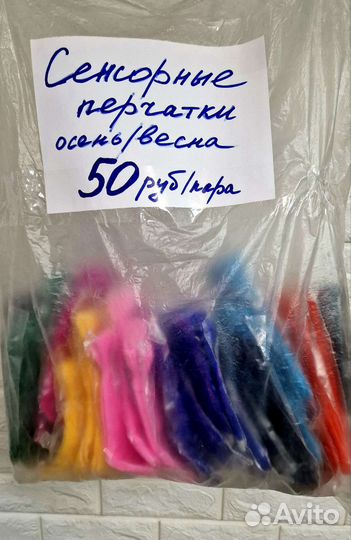 Сенсорные
перчатки
осень/весна
50 руб/пара
Avito